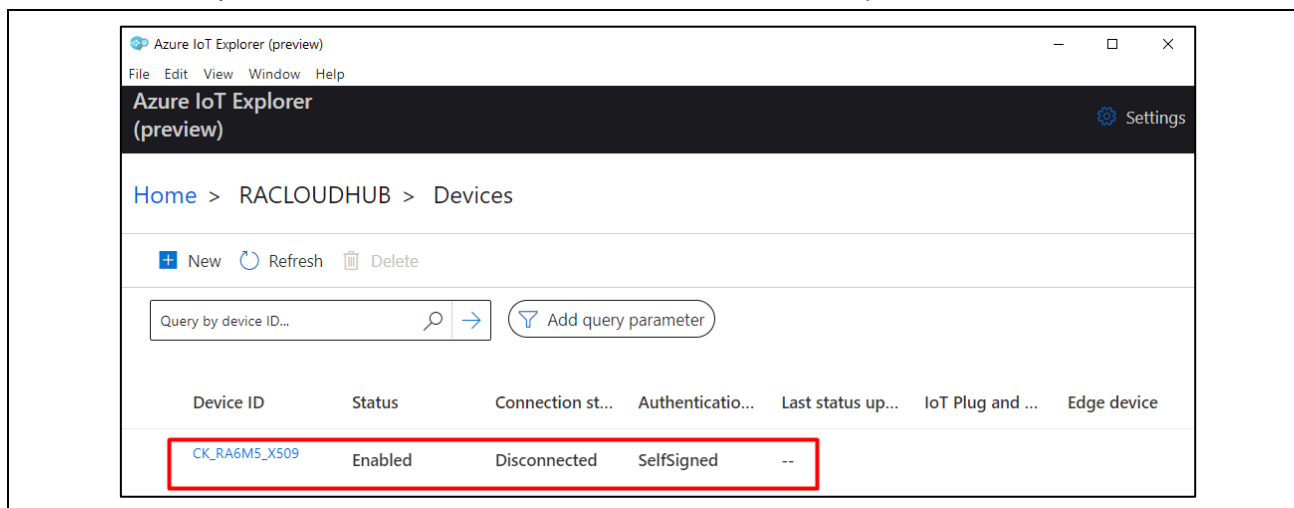 Azure IoT Explorer (preview)
File Edit View Window Help
Azure IoT Explorer
(preview)
Settings
Home > RACLOUDHUB > Devices
New Refresh Delete
Query by device ID... Add query parameter
Device ID Status Connection st... Authenticatio... Last status up... IoT Plug and ... Edge device
CK_RA6M5_X509 Enabled Disconnected SelfSigned --